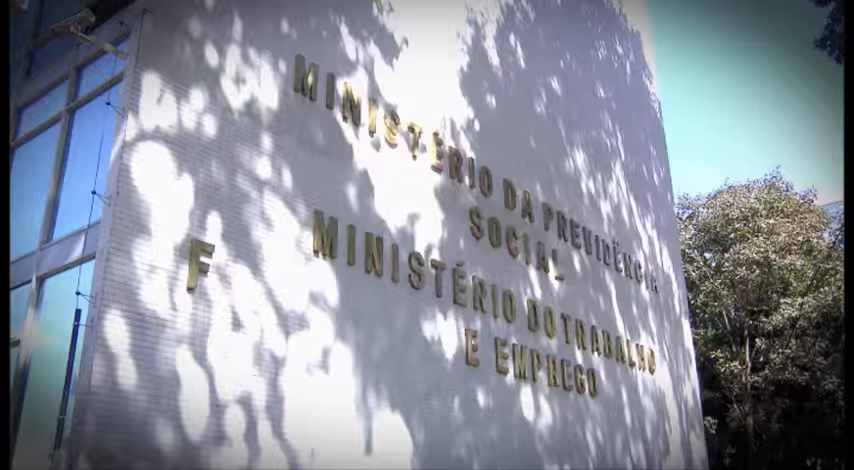 MINISTÉRIO DA PREVIDÊNCIA
SOCIAL
F
MINISTÉRIO DO TRABALHO
E EMPREGO